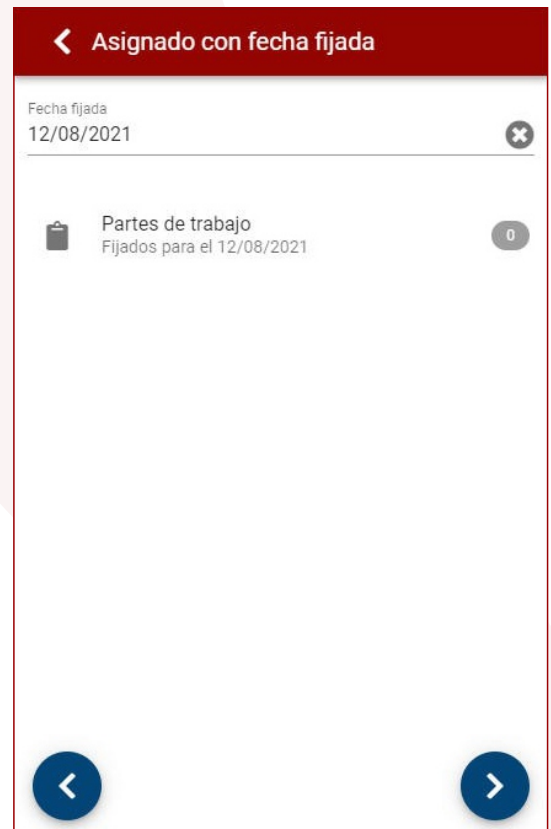 Asignado con fecha fijada
Fecha fijada
12/08/2021
Partes de trabajo
0
Fijados para el 12/08/2021